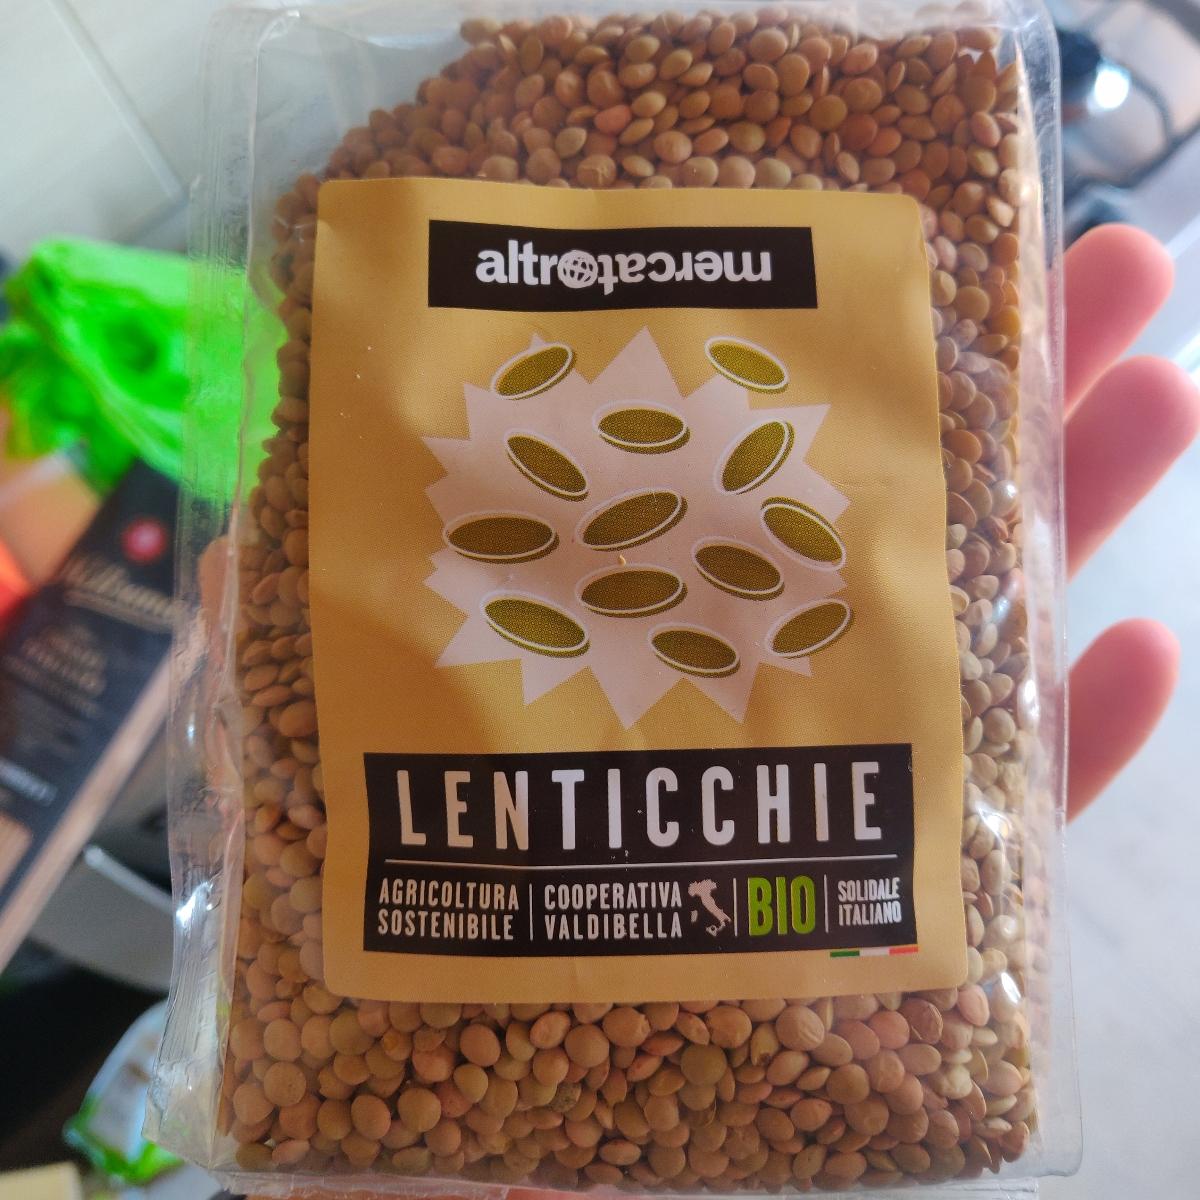 altromercato
LENTICCHIE
AGRICOLTURA
SOSTENIBILE
COOPERATIVA
VALDIBELLA
BIO
SOLIDALE
ITALIANO